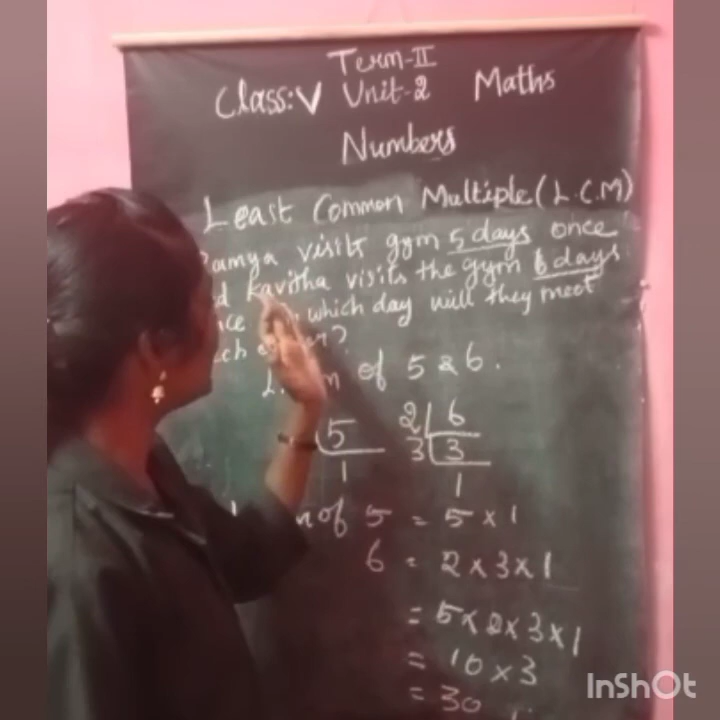 Term-II
Class:V Unit-2 Maths
Numbers
Least Common Multiple (L.C.M)
amya visits gym 5 days once
Kavitha visits the gym 6 days
which day will they meet
?
of 5 & 6.
5 2 6
3 3
1 1
of 5 = 5 × 1
6 = 2 × 3 × 1
= 5 × 2 × 3 × 1
= 10 × 3
= 30
InShOt